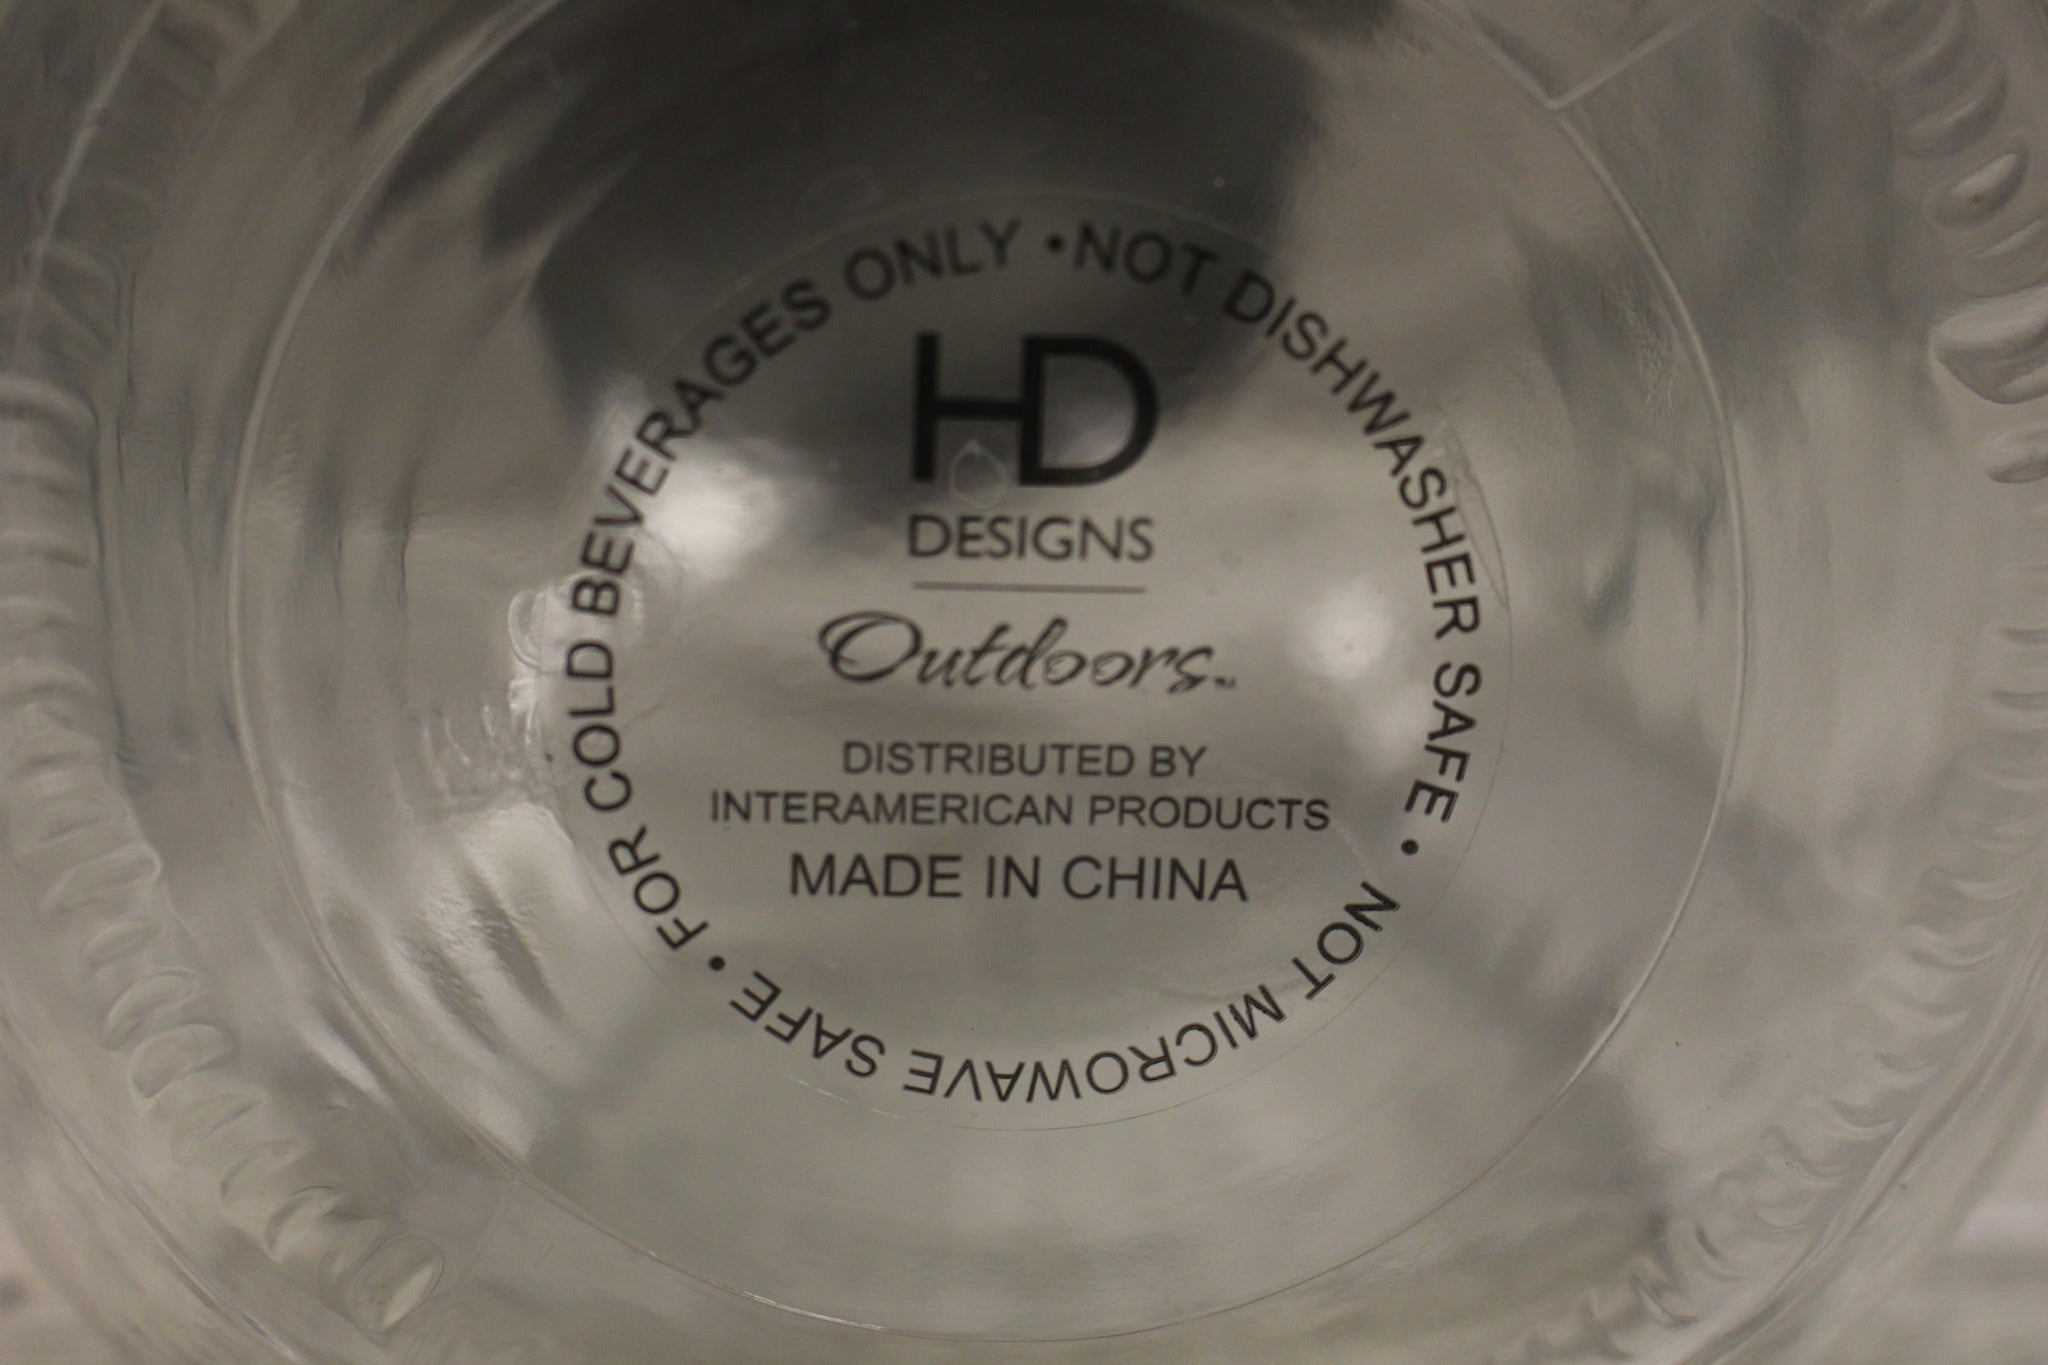 FOR COLD BEVERAGES ONLY • NOT DISHWASHER SAFE • NOT MICROWAVE SAFE •
HD
DESIGNS
Outdoors™
DISTRIBUTED BY
INTERAMERICAN PRODUCTS
MADE IN CHINA